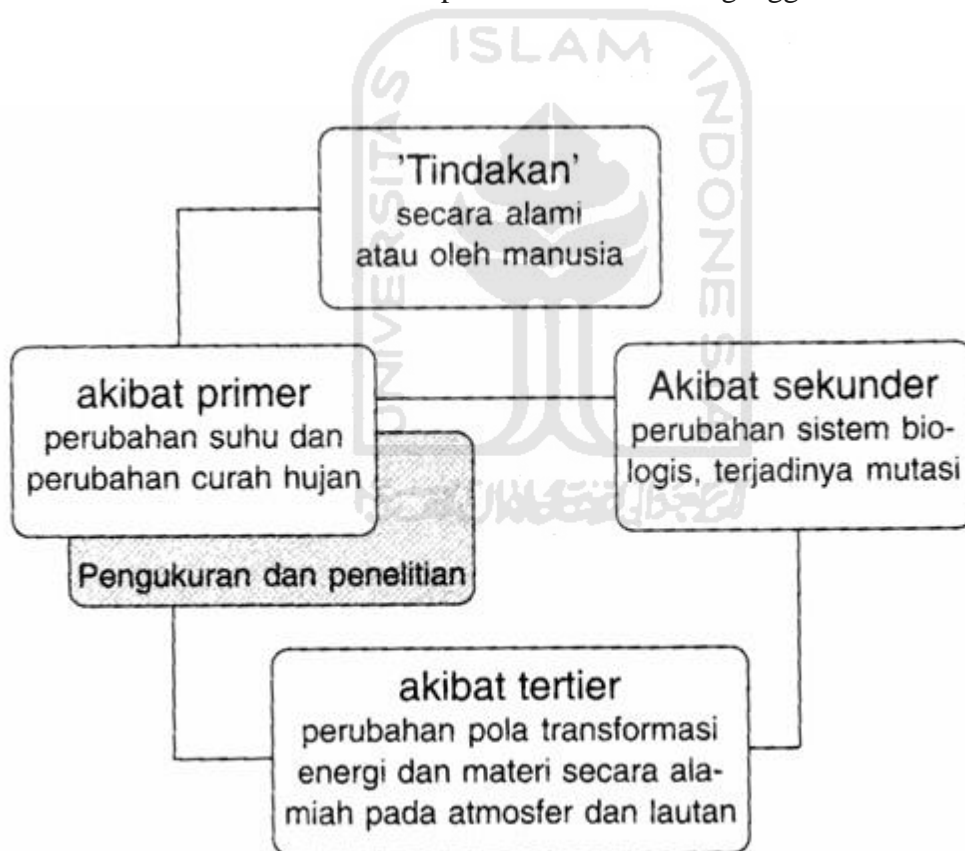 UNIVERSITAS ISLAM INDONESIA
'Tindakan'
secara alami
atau oleh manusia
akibat primer
perubahan suhu dan
perubahan curah hujan
Akibat sekunder
perubahan sistem bio-
logis, terjadinya mutasi
Pengukuran dan penelitian
akibat tertier
perubahan pola transformasi
energi dan materi secara ala-
miah pada atmosfer dan lautan